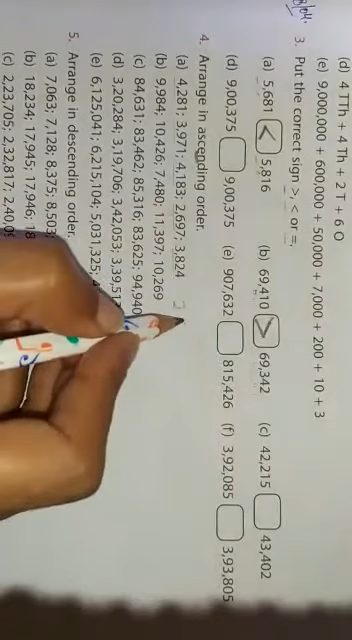 (d) 4 TTh + 4 Th + 2 T + 6 O
(e) 9,000,000 + 600,000 + 50,000 + 7,000 + 200 + 10 + 3
3. Put the correct sign >, < or =,
(a) 5,681 < 5,816 (b) 69,410 > 69,342 (c) 42,215 43,402
(d) 9,00,375 9,00,375 (e) 907,632 815,426 (f) 3,92,085 3,93,805
4. Arrange in ascending order.
(a) 4,281; 3,971; 4,183; 2,697; 3,824
(b) 9,984; 10,426; 7,480; 11,397; 10,269
(c) 84,631; 83,462; 85,316; 83,625; 94,940
(d) 3,20,284; 3,19,706; 3,42,053;
(e) 6,125,041; 6,215,104; 5,031,325;
5. Arrange in descending order.
(a) 7,063; 7,128; 8,375; 8,503;
(b) 18,234; 17,945; 17,946; 18
(c) 2,23,705; 2,32,817;